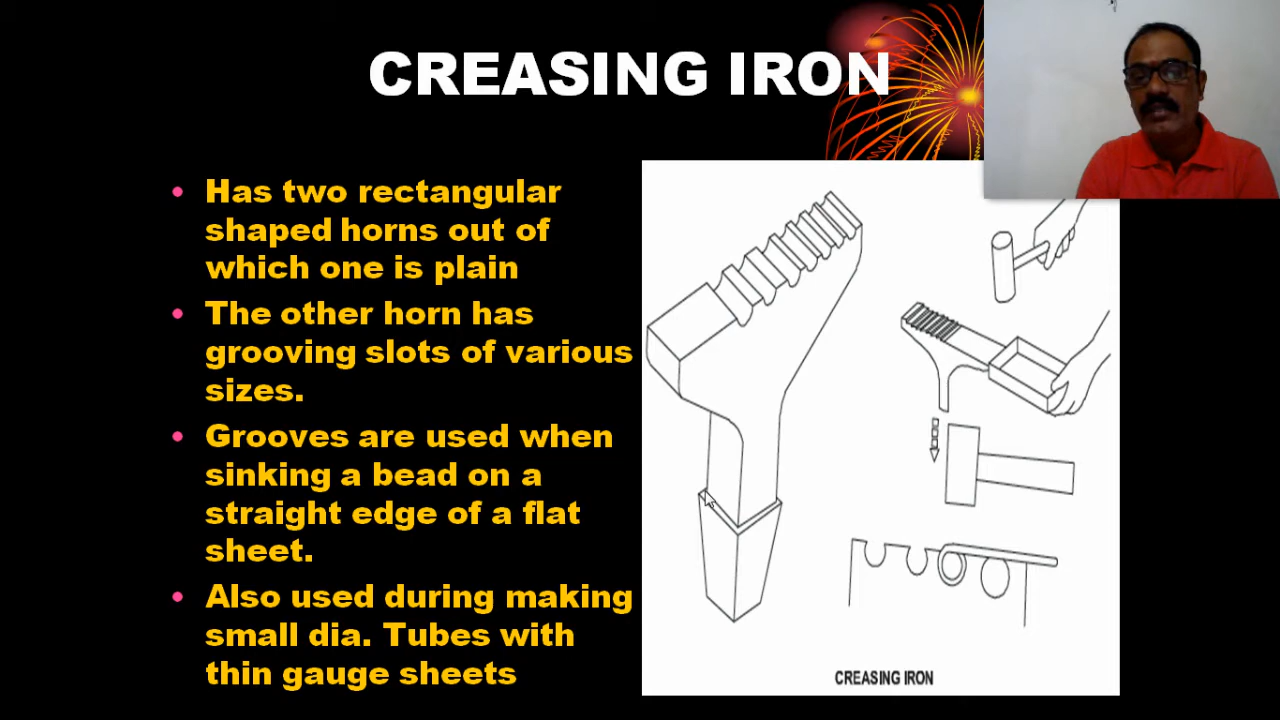 CREASING IRON
• Has two rectangular
shaped horns out of
which one is plain
• The other horn has
grooving slots of various
sizes.
• Grooves are used when
sinking a bead on a
straight edge of a flat
sheet.
• Also used during making
small dia. Tubes with
thin gauge sheets
CREASING IRON